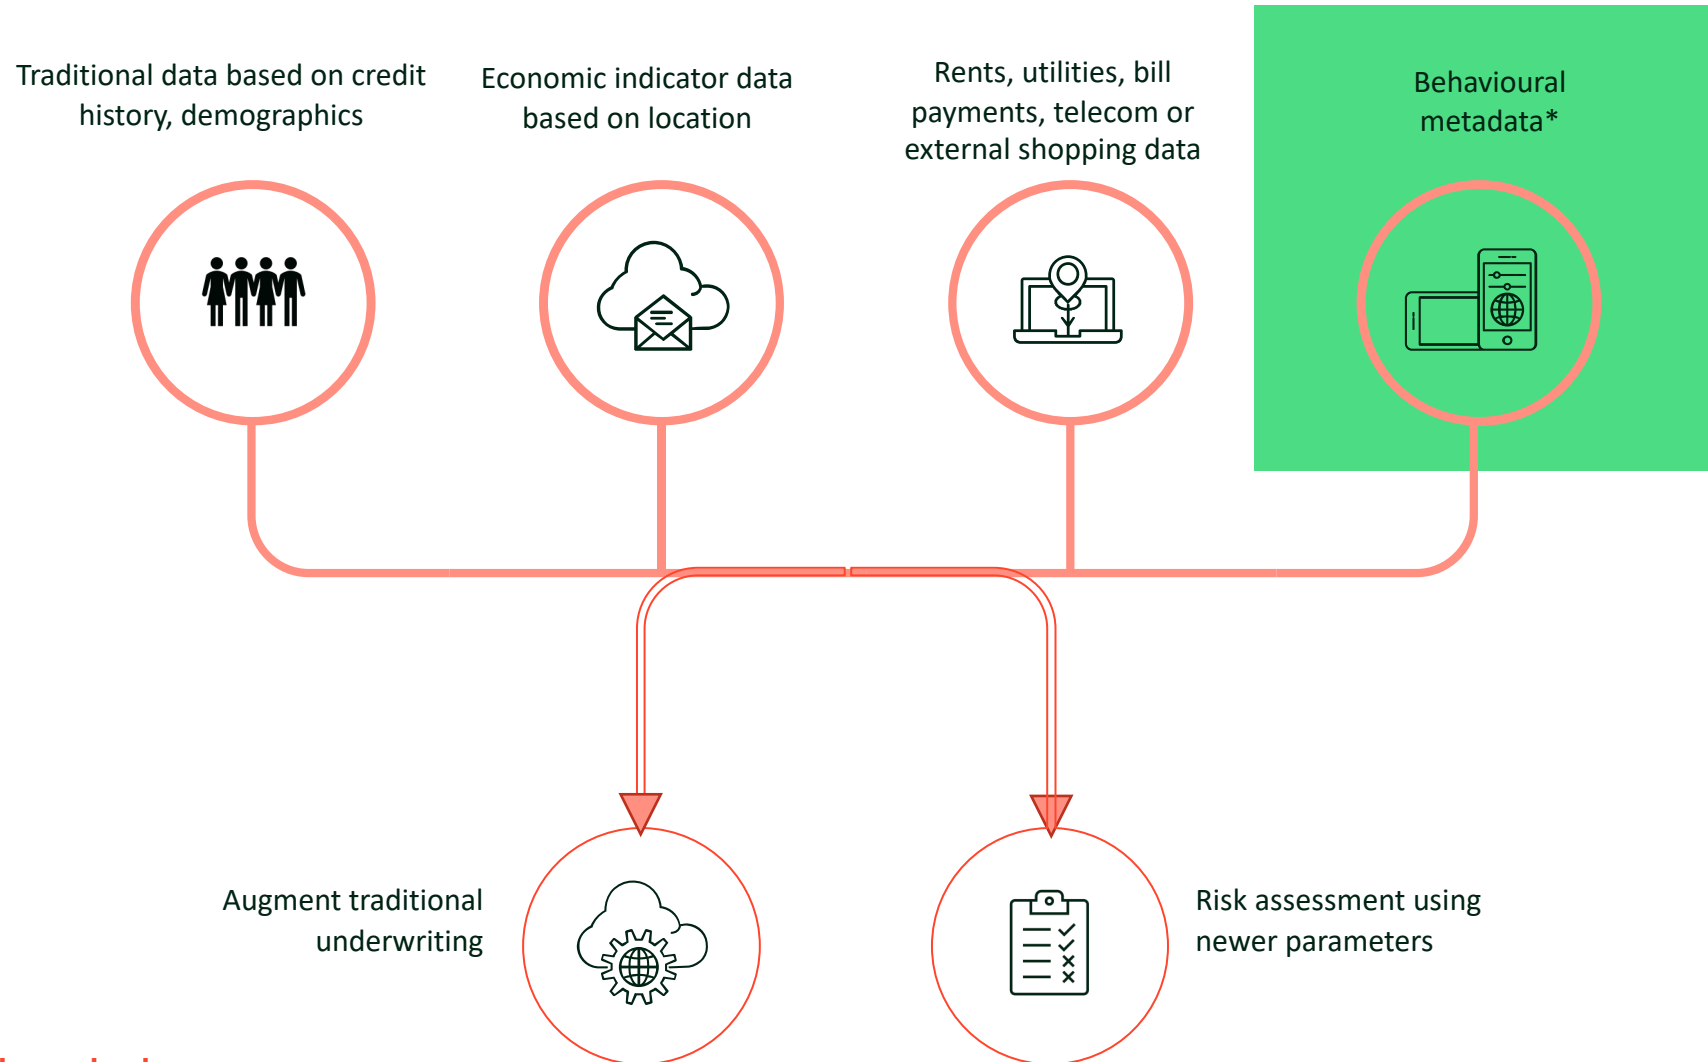 Traditional data based on credit
history, demographics
Economic indicator data
based on location
Rents, utilities, bill
payments, telecom or
external shopping data
Behavioural
metadata*
Augment traditional
underwriting
Risk assessment using
newer parameters